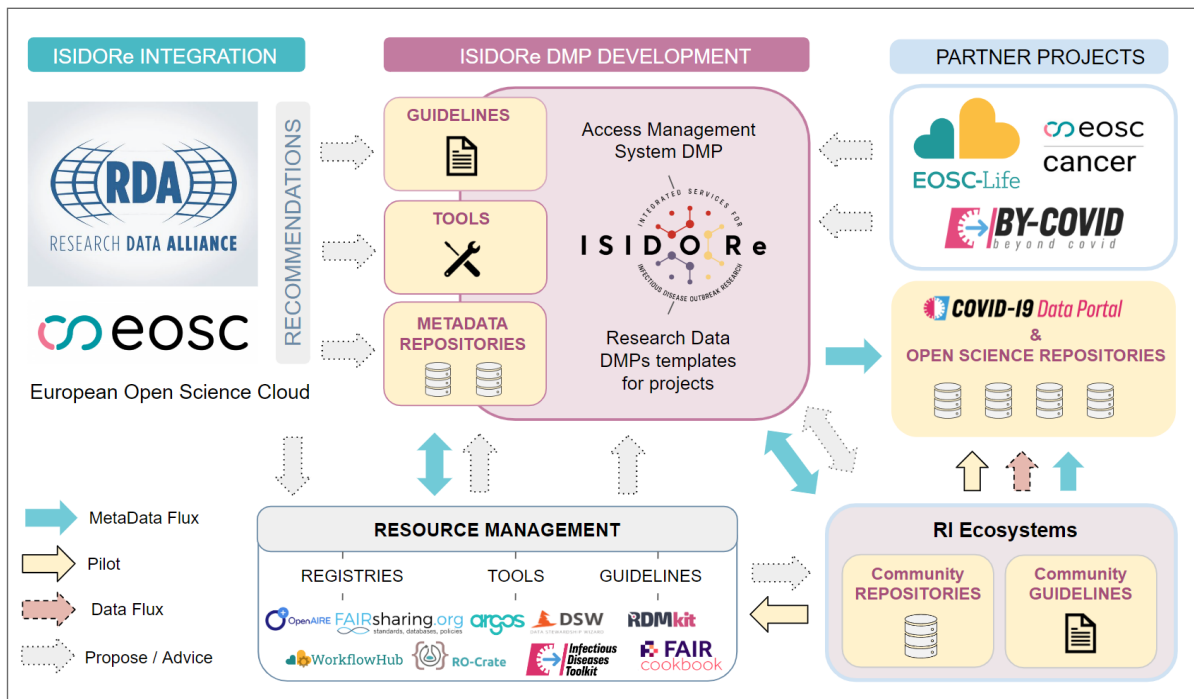 ISIDORe INTEGRATION
RDA
RESEARCH DATA ALLIANCE
eosc
European Open Science Cloud
RECOMMENDATIONS
ISIDORe DMP DEVELOPMENT
GUIDELINES
TOOLS
METADATA
REPOSITORIES
Access Management
System DMP
INTEGRATED SERVICES FOR
ISIDORe
INFECTIOUS DISEASE OUTBREAK RESEARCH
Research Data
DMPs templates
for projects
PARTNER PROJECTS
EOSC-Life
eosc
cancer
BY-COVID
beyond covid
COVID-19 Data Portal
&
OPEN SCIENCE REPOSITORIES
MetaData Flux
Pilot
Data Flux
Propose / Advice
RESOURCE MANAGEMENT
REGISTRIES
TOOLS
GUIDELINES
OpenAIRE
FAIRsharing.org
standards, databases, policies
argos
DSW
DATA STEWARDSHIP WIZARD
RDMkit
WorkflowHub
RO-Crate
Infectious
Diseases
Toolkit
FAIR
cookbook
RI Ecosystems
Community
REPOSITORIES
Community
GUIDELINES